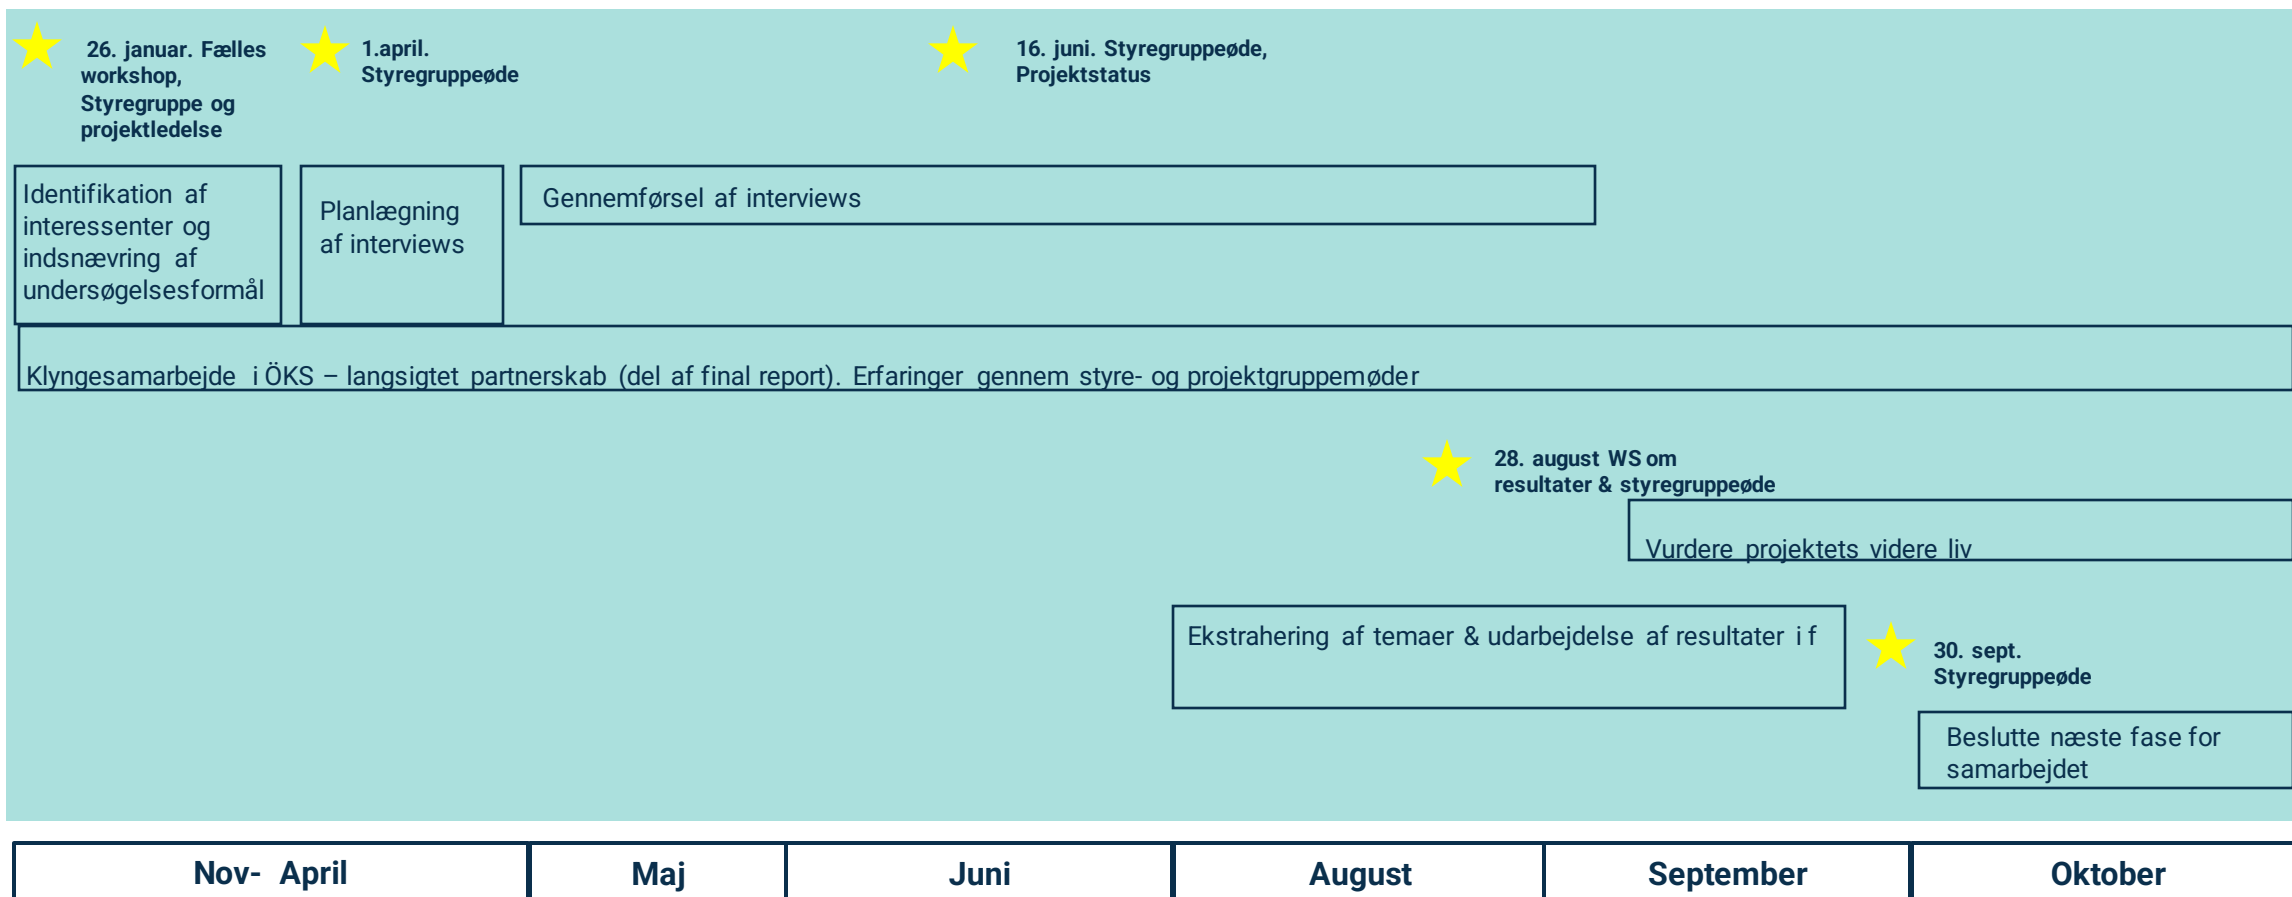 26. januar. Fælles
workshop,
Styregruppe og
projektledelse
1.april.
Styregruppeøde
16. juni. Styregruppeøde,
Projektstatus
Identifikation af
interessenter og
indsnævring af
undersøgelsesformål
Planlægning
af interviews
Gennemførsel af interviews
Klyngesamarbejde i ÖKS – langsigtet partnerskab (del af final report). Erfaringer gennem styre- og projektgruppemøder
28. august WS om
resultater & styregruppeøde
Vurdere projektets videre liv
Ekstrahering af temaer & udarbejdelse af resultater i f
30. sept.
Styregruppeøde
Beslutte næste fase for
samarbejdet
Nov- April
Maj
Juni
August
September
Oktober